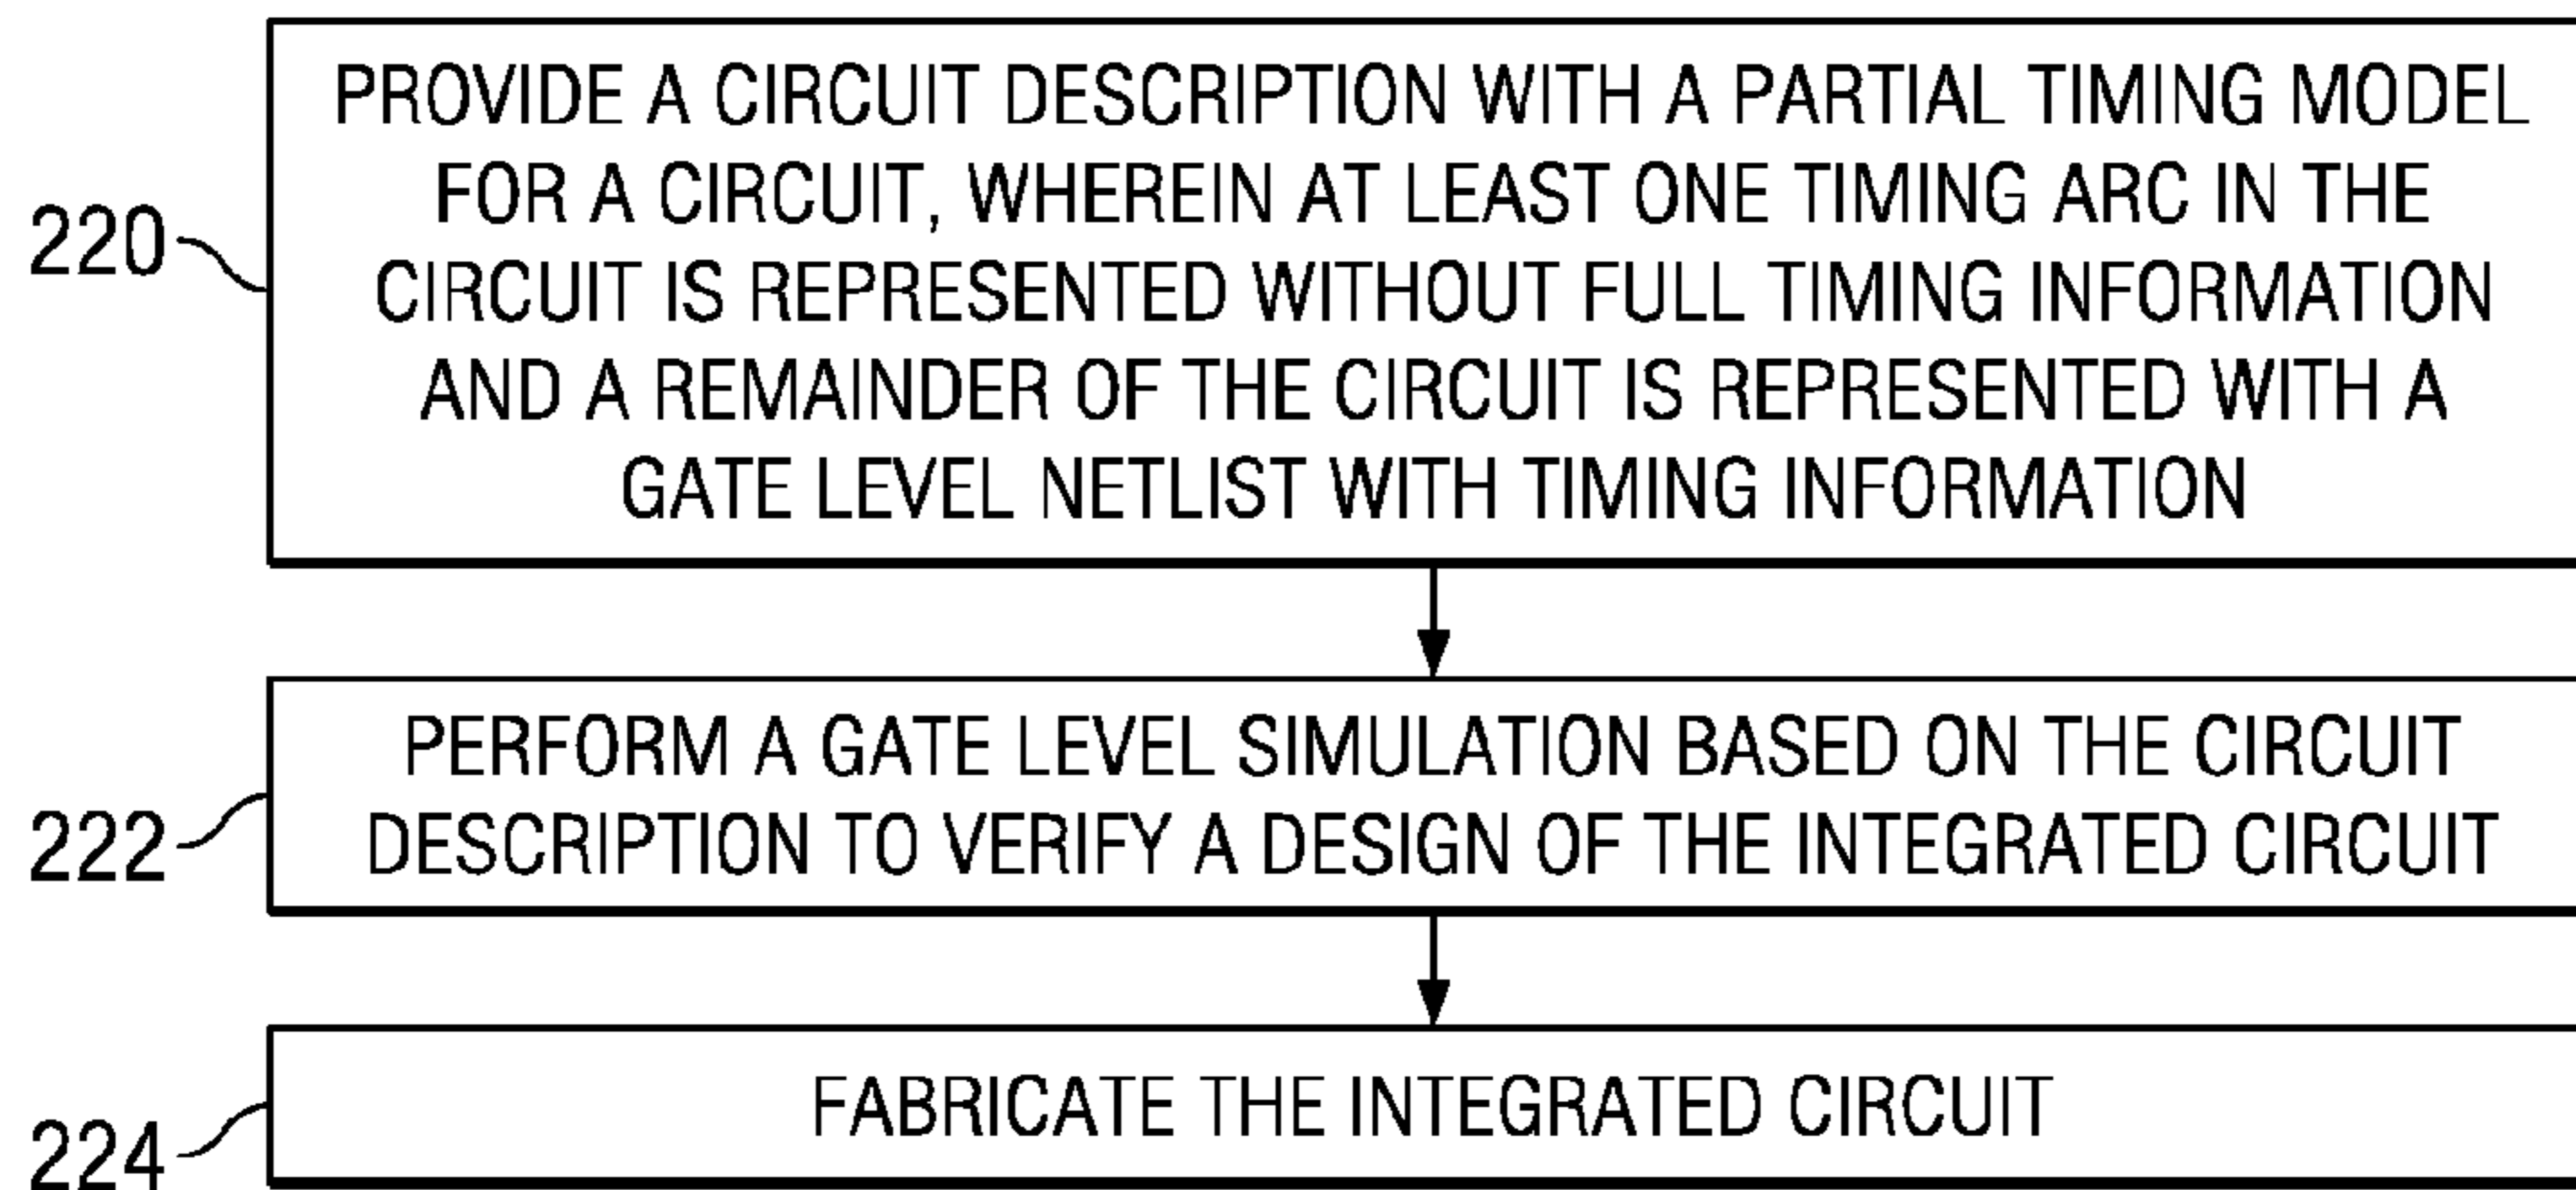 PROVIDE A CIRCUIT DESCRIPTION WITH A PARTIAL TIMING MODEL
FOR A CIRCUIT, WHEREIN AT LEAST ONE TIMING ARC IN THE
220
CIRCUIT IS REPRESENTED WITHOUT FULL TIMING INFORMATION
AND A REMAINDER OF THE CIRCUIT IS REPRESENTED WITH A
GATE LEVEL NETLIST WITH TIMING INFORMATION
PERFORM A GATE LEVEL SIMULATION BASED ON THE CIRCUIT
222
DESCRIPTION TO VERIFY A DESIGN OF THE INTEGRATED CIRCUIT
FABRICATE THE INTEGRATED CIRCUIT
224